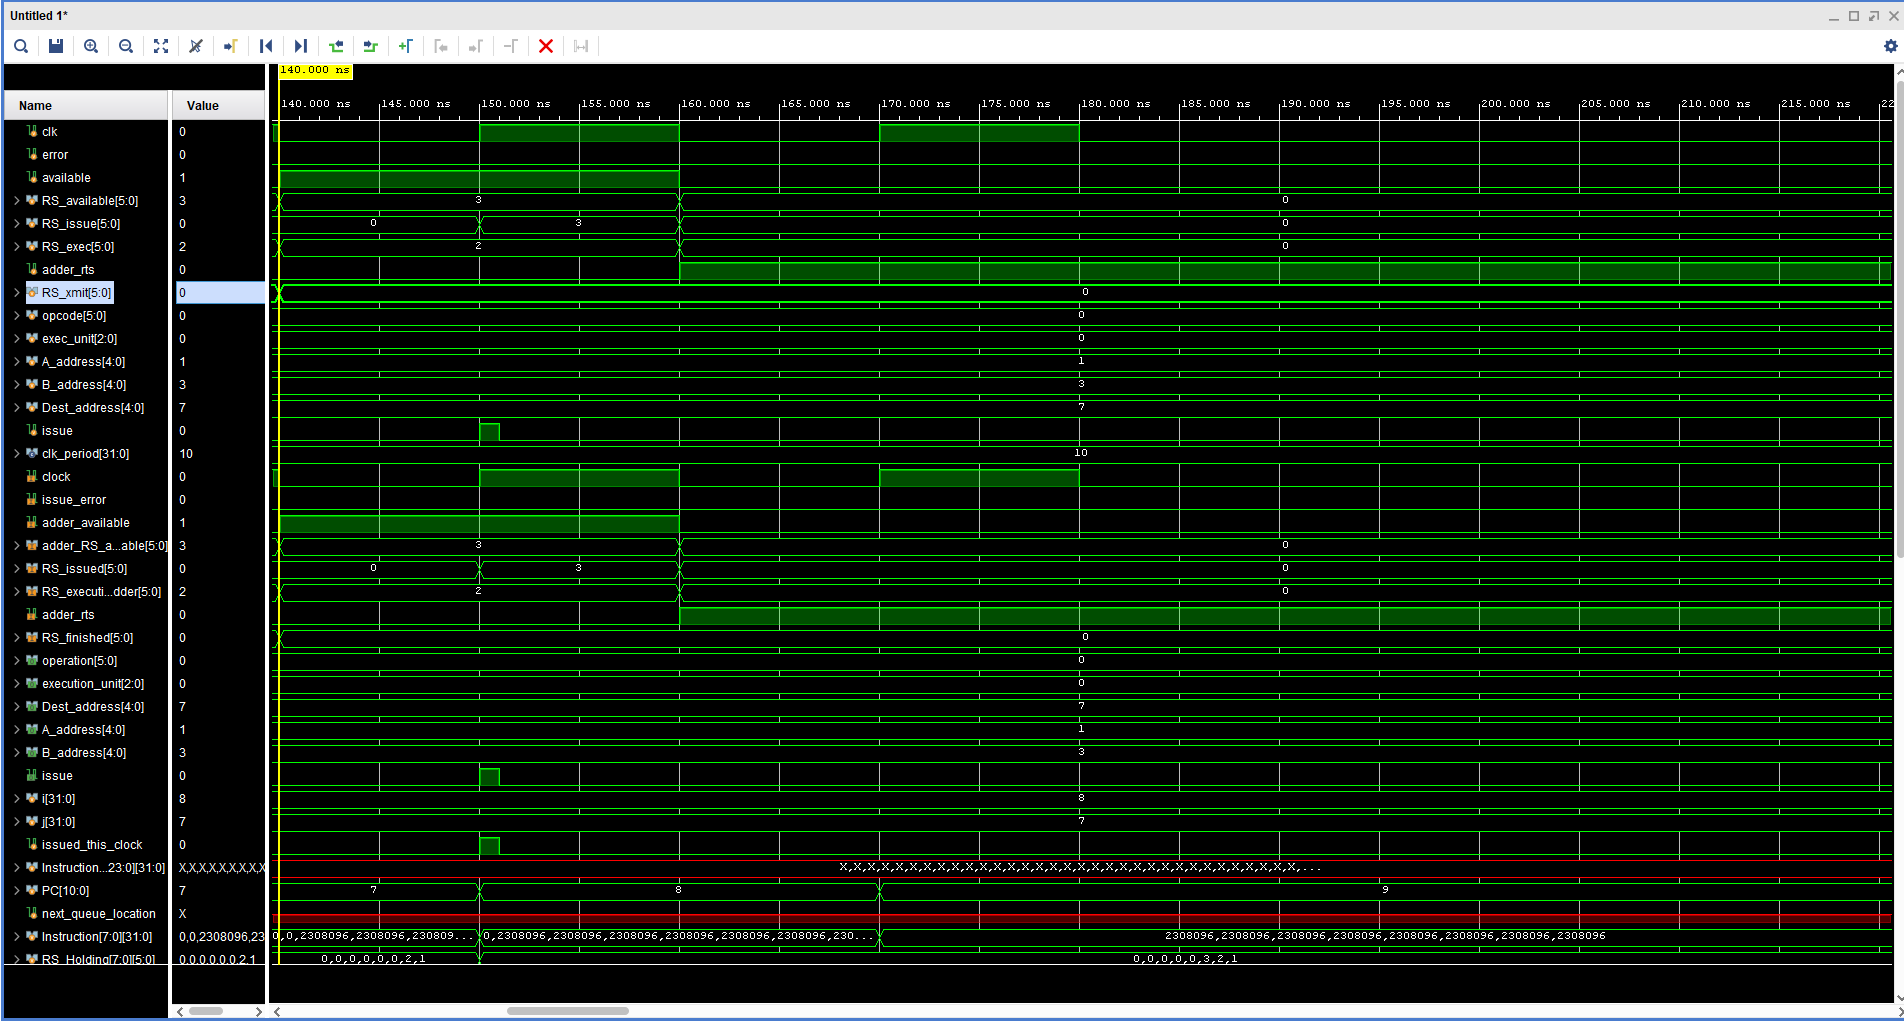 Untitled 1*
140.000 ns
Name Value
140.000 ns 145.000 ns 150.000 ns 155.000 ns 160.000 ns 165.000 ns 170.000 ns 175.000 ns 180.000 ns 185.000 ns 190.000 ns 195.000 ns 200.000 ns 205.000 ns 210.000 ns 215.000 ns 22
clk 0
error 0
available 1
RS_available[5:0] 3 3 0
RS_issue[5:0] 0 0 3 0
RS_exec[5:0] 2 2 0
adder_rts 0
RS_xmit[5:0] 0 0
opcode[5:0] 0 0
exec_unit[2:0] 0 0
A_address[4:0] 1 1
B_address[4:0] 3 3
Dest_address[4:0] 7 7
issue 0
clk_period[31:0] 10 10
clock 0
issue_error 0
adder_available 1
adder_RS_a...able[5:0] 3 3 0
RS_issued[5:0] 0 0 3 0
RS_executi...dder[5:0] 2 2 0
adder_rts 0
RS_finished[5:0] 0 0
operation[5:0] 0 0
execution_unit[2:0] 0 0
Dest_address[4:0] 7 7
A_address[4:0] 1 1
B_address[4:0] 3 3
issue 0
i[31:0] 8 8
j[31:0] 7 7
issued_this_clock 0
Instruction...23:0][31:0] X,X,X,X,X,X,X,X,X X,X,X,X,X,X,X,X,X,X,X,X,X,X,X,X,X,X,X,X,X,X,X,X,X,X,X,X,X,X,X,X,X,...
PC[10:0] 7 7 8 9
next_queue_location X
Instruction[7:0][31:0] 0,0,2308096,23 0,0,2308096,2308096,230809... 0,2308096,2308096,2308096,2308096,2308096,230... 2308096,2308096,2308096,2308096,2308096,2308096,2308096,2308096
RS_Holding[7:0][5:0] 0,0,0,0,0,0,2,1 0,0,0,0,0,0,2,1 0,0,0,0,0,3,2,1